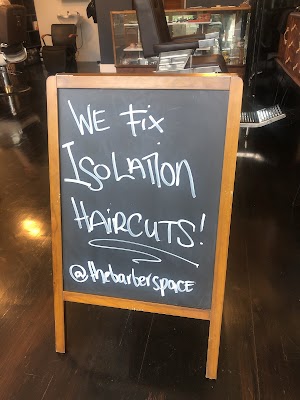 WE FIX
ISOLATION
HAIRCUTS!
@thebarberspace